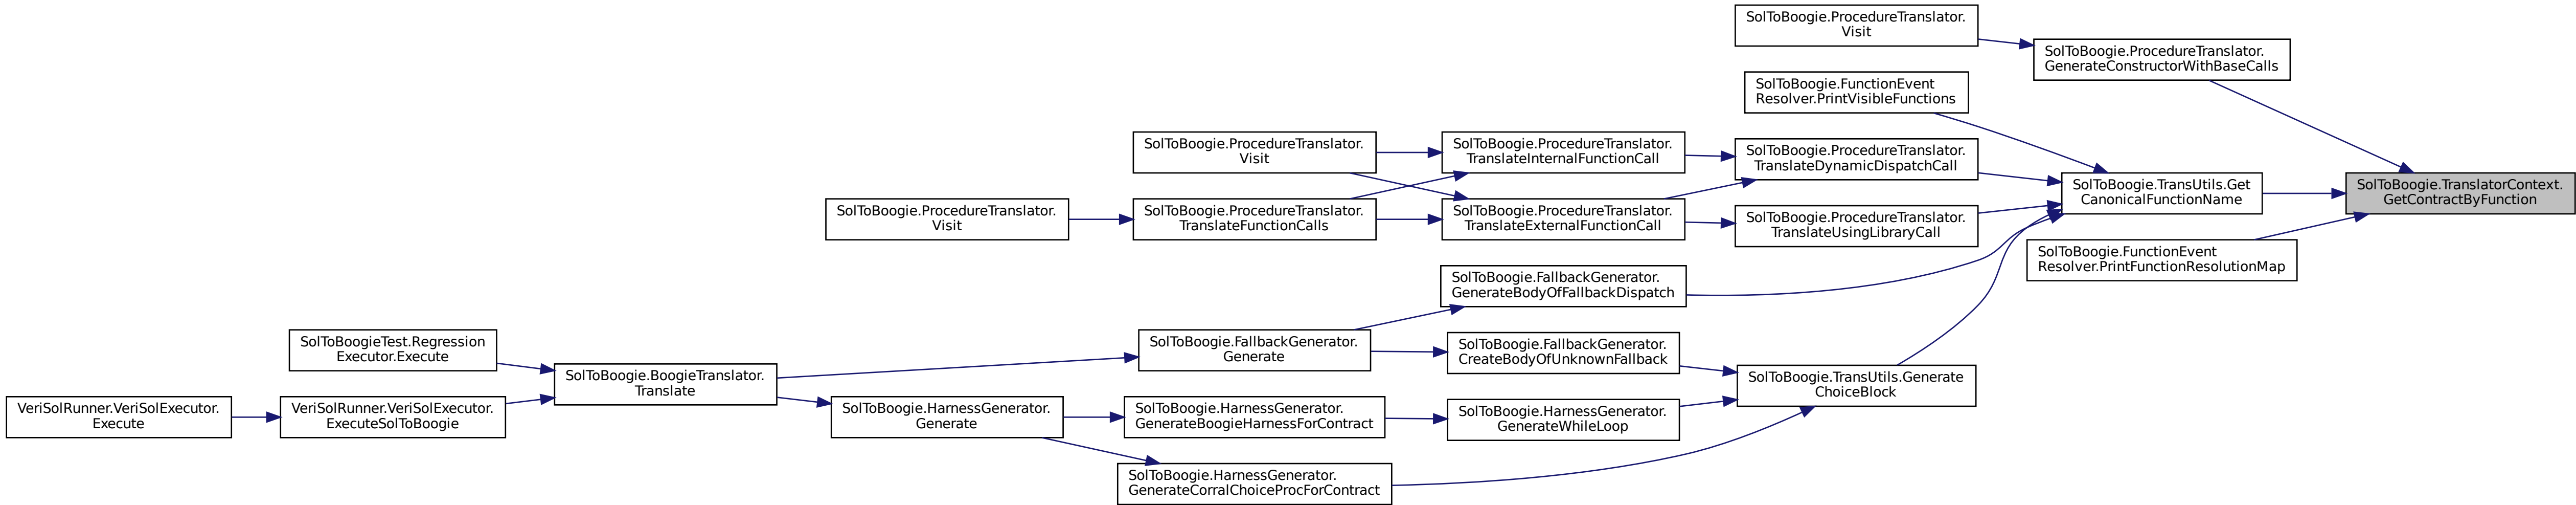 SolToBoogie.ProcedureTranslator.
Visit
SolToBoogie.ProcedureTranslator.
GenerateConstructorWithBaseCalls
SolToBoogie.FunctionEvent
Resolver.PrintVisibleFunctions
SolToBoogie.ProcedureTranslator.
Visit
SolToBoogie.ProcedureTranslator.
TranslateInternalFunctionCall
SolToBoogie.ProcedureTranslator.
TranslateDynamicDispatchCall
SolToBoogie.TransUtils.Get
CanonicalFunctionName
SolToBoogie.TranslatorContext.
GetContractByFunction
SolToBoogie.ProcedureTranslator.
Visit
SolToBoogie.ProcedureTranslator.
TranslateFunctionCalls
SolToBoogie.ProcedureTranslator.
TranslateExternalFunctionCall
SolToBoogie.ProcedureTranslator.
TranslateUsingLibraryCall
SolToBoogie.FunctionEvent
Resolver.PrintFunctionResolutionMap
SolToBoogie.FallbackGenerator.
GenerateBodyOfFallbackDispatch
SolToBoogieTest.Regression
Executor.Execute
SolToBoogie.FallbackGenerator.
Generate
SolToBoogie.FallbackGenerator.
CreateBodyOfUnknownFallback
SolToBoogie.BoogieTranslator.
Translate
SolToBoogie.TransUtils.Generate
ChoiceBlock
VeriSolRunner.VeriSolExecutor.
Execute
VeriSolRunner.VeriSolExecutor.
ExecuteSolToBoogie
SolToBoogie.HarnessGenerator.
Generate
SolToBoogie.HarnessGenerator.
GenerateBoogieHarnessForContract
SolToBoogie.HarnessGenerator.
GenerateWhileLoop
SolToBoogie.HarnessGenerator.
GenerateCorralChoiceProcForContract